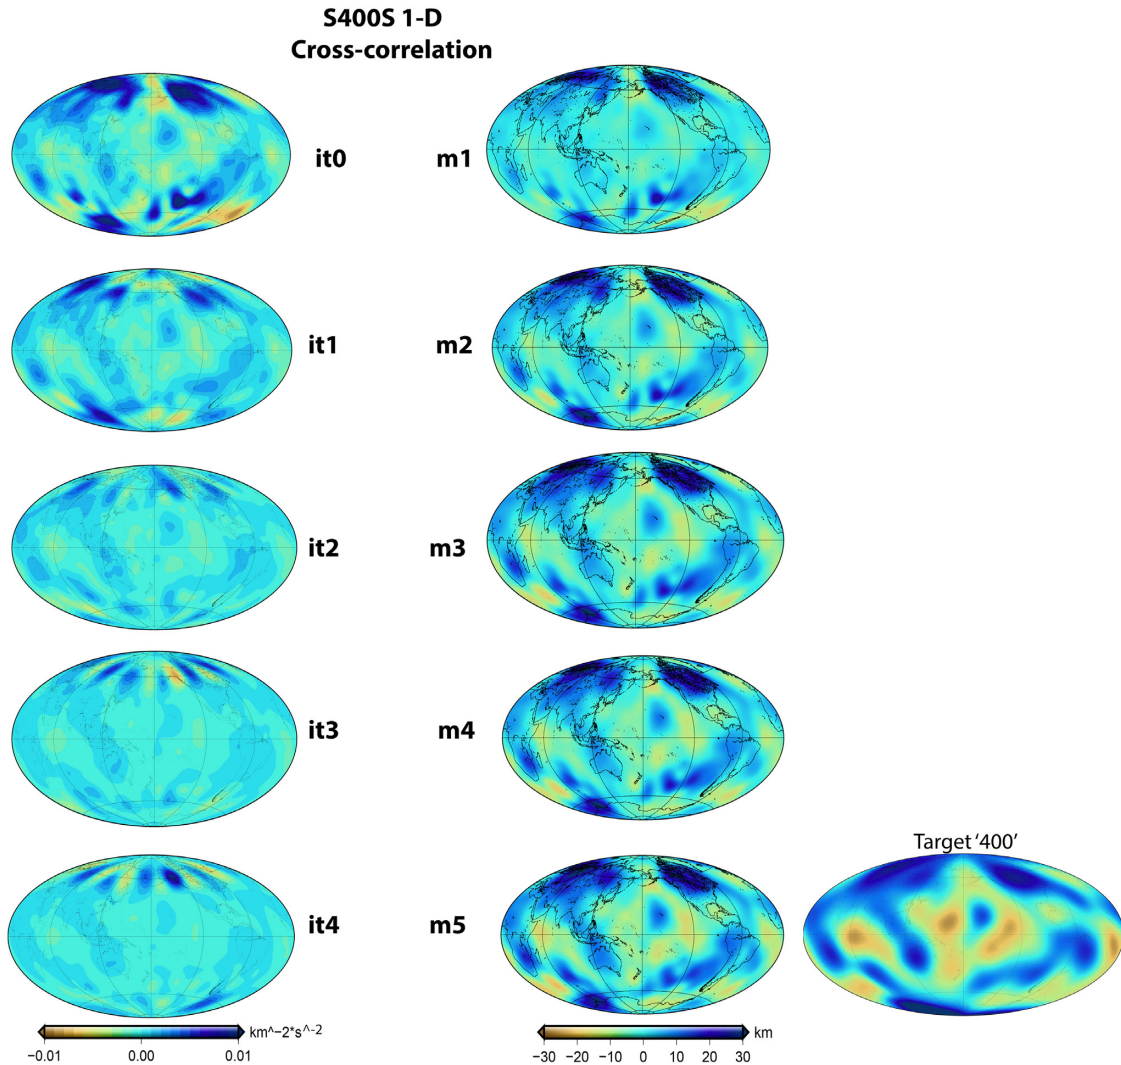 S400S 1-D
Cross-correlation
it0
m1
it1
m2
it2
m3
it3
m4
Target ‘400’
it4
m5
km^−2*s^−2
−0.01
0.00
0.01
km
−30
−20
−10
0
10
20
30